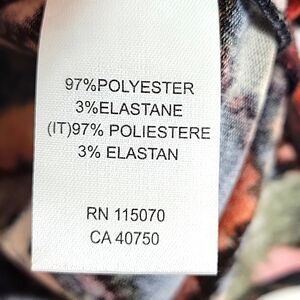 97%POLYESTER
3%ELASTANE
(IT)97% POLIESTERE
3% ELASTAN
RN 115070
CA 40750